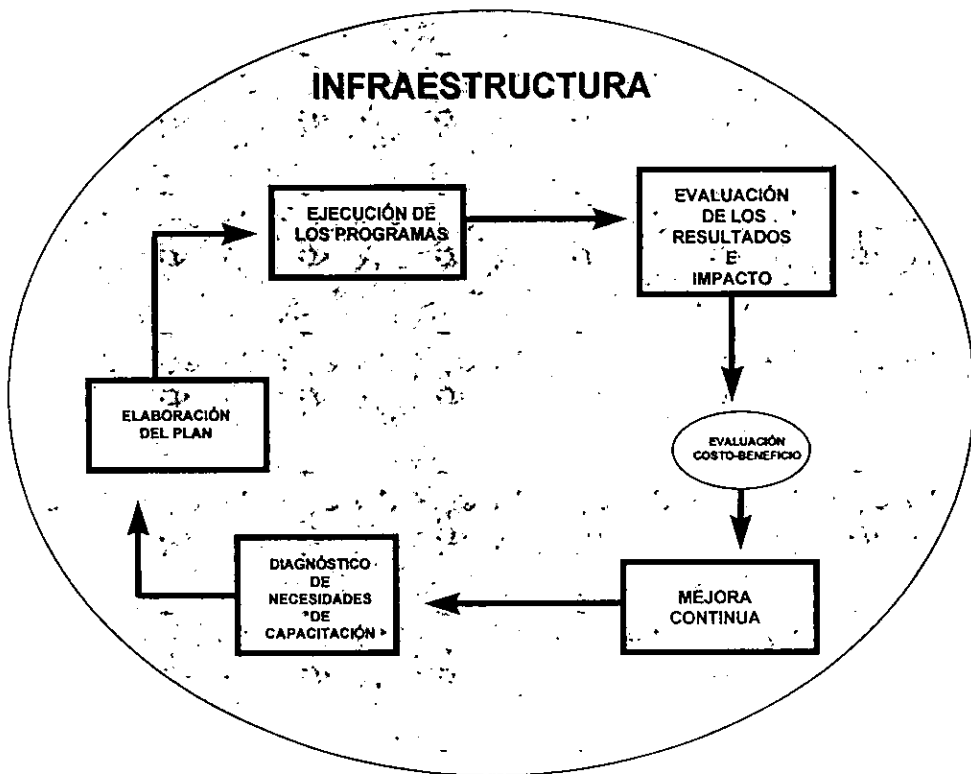 INFRAESTRUCTURA
EJECUCIÓN DE
LOS PROGRAMAS
EVALUACIÓN
DE LOS
RESULTADOS
E
IMPACTO
ELABORACIÓN
DEL PLAN
EVALUACIÓN
COSTO-BENEFICIO
DIAGNÓSTICO
DE
NECESIDADES
DE
CAPACITACIÓN
MEJORA
CONTINUA